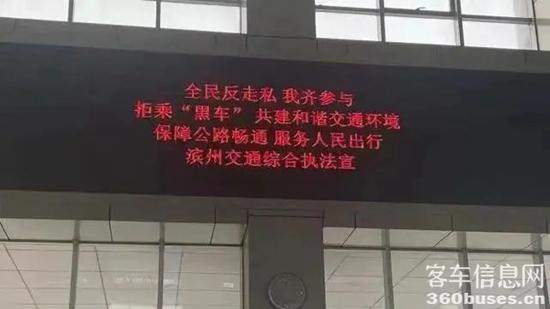 全民反走私 我齐参与
拒乘“黑车” 共建和谐交通环境
保障公路畅通 服务人民出行
滨州交通综合执法宣
客车信息网
360buses.cn